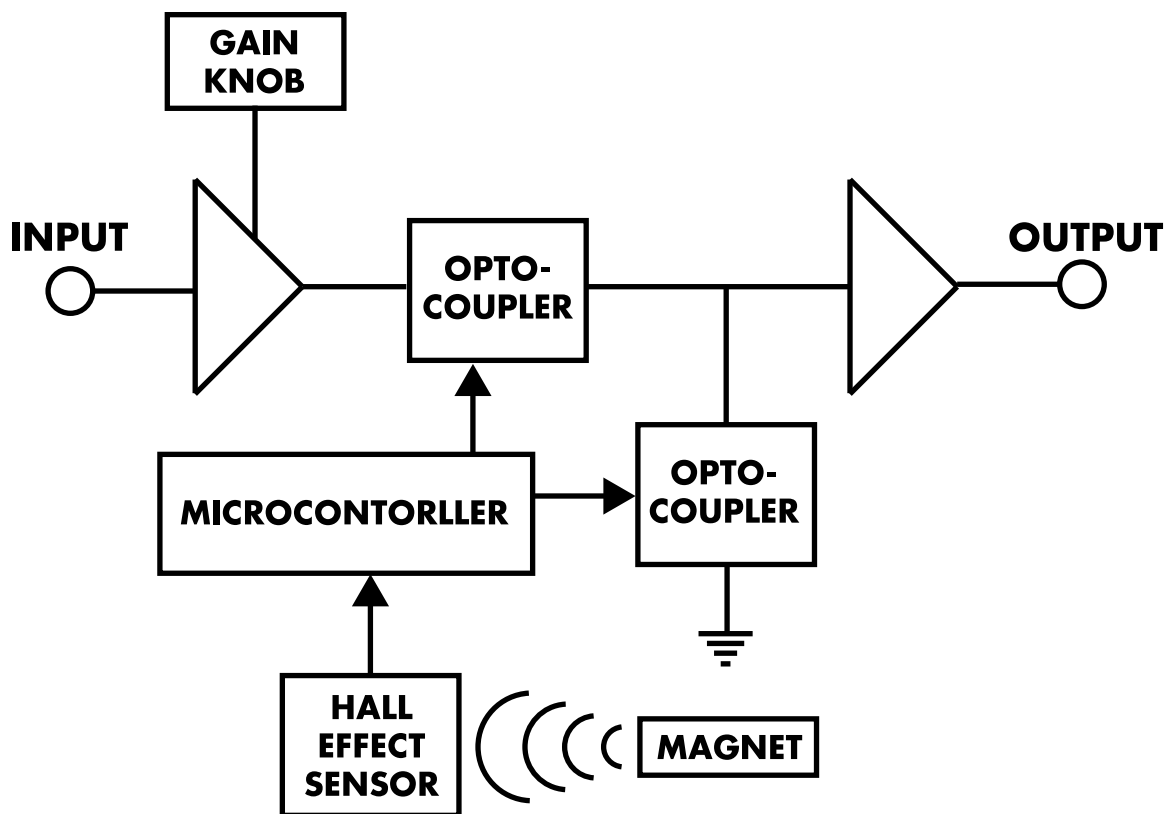 GAIN
KNOB
INPUT
OPTO-
COUPLER
OUTPUT
MICROCONTORLLER
OPTO-
COUPLER
HALL
EFFECT
SENSOR
MAGNET